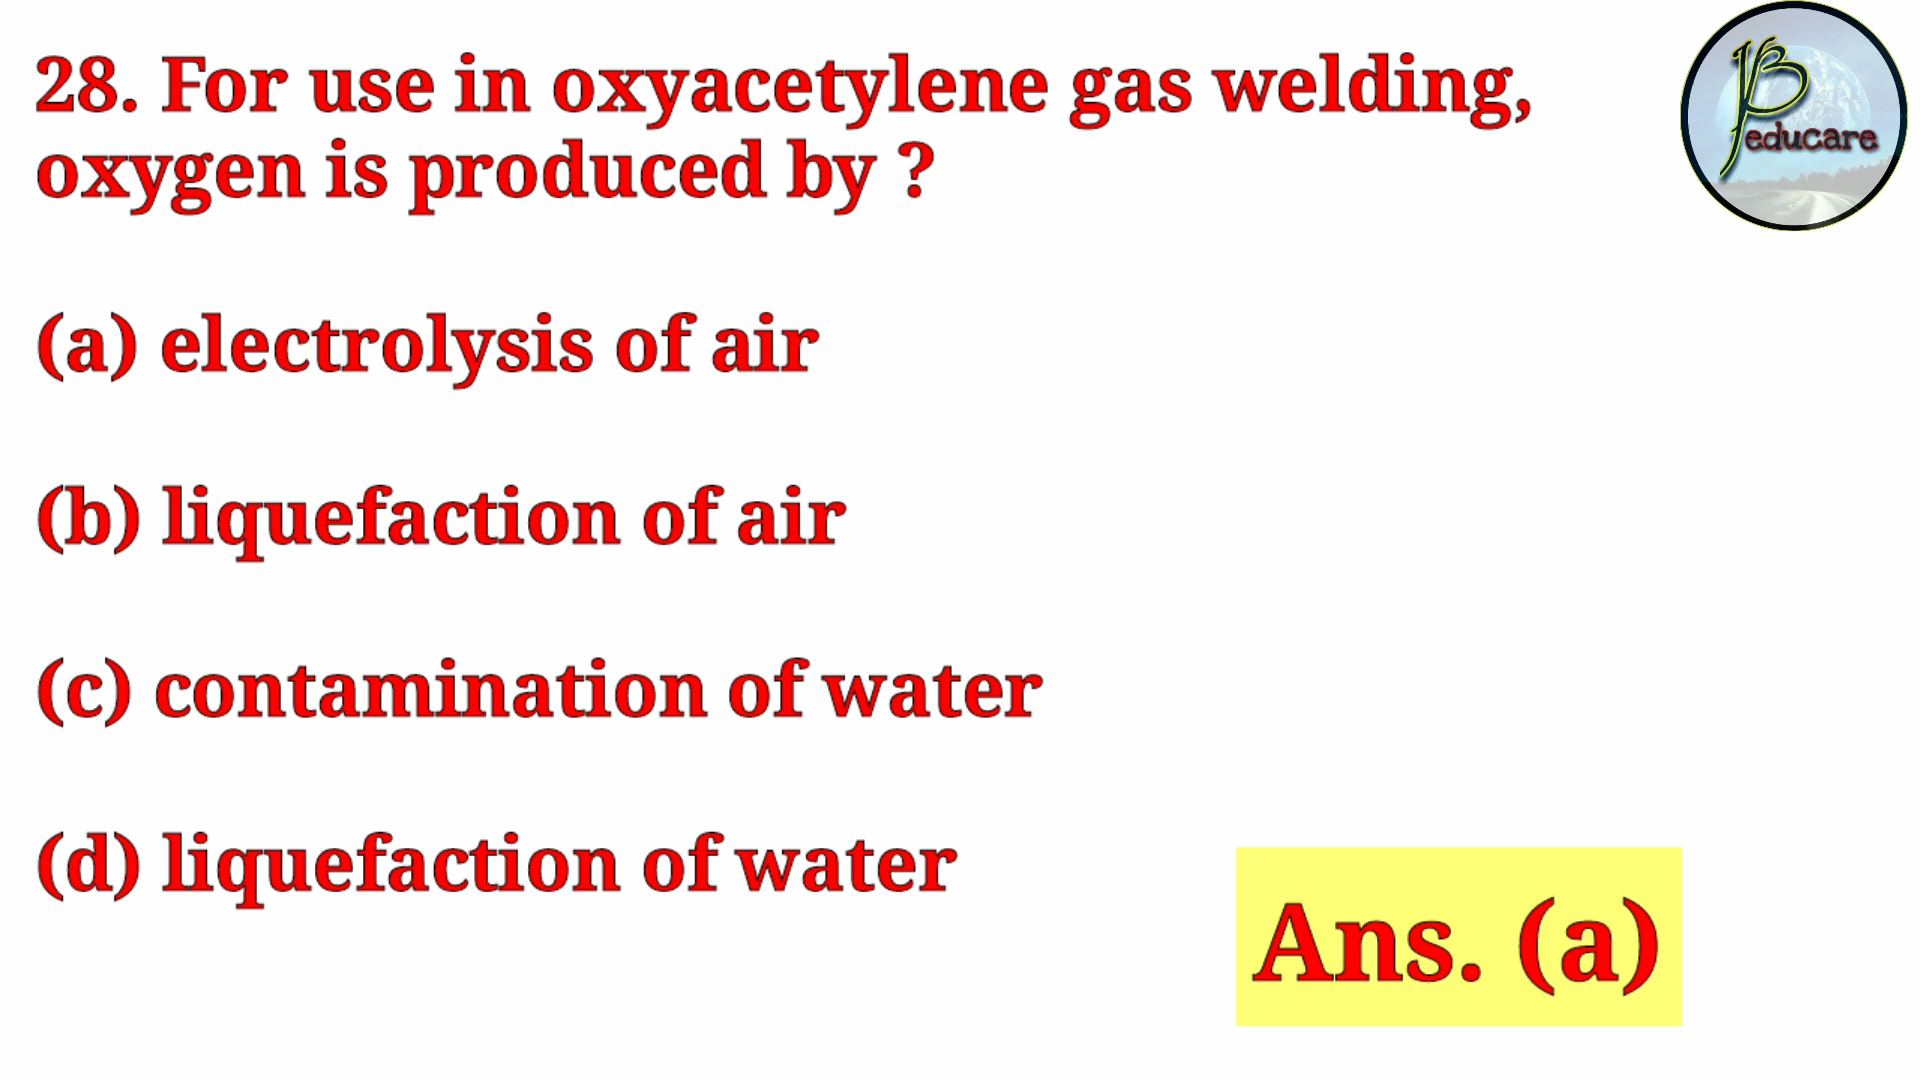 28. For use in oxyacetylene gas welding,
oxygen is produced by ?
(a) electrolysis of air
(b) liquefaction of air
(c) contamination of water
(d) liquefaction of water
Ans. (a)
educare